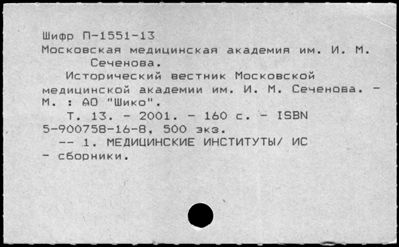 Шифр П-1551-13
Московская медицинская академия им. И. М.
Сеченова.
Исторический вестник Московской
медицинской академии им. И. М. Сеченова. -
М. : АО "Шико".
Т. 13. - 2001. - 160 с. - ISBN
5-900758-16-8, 500 экз.
-- 1. МЕДИЦИНСКИЕ ИНСТИТУТЫ/ ИС
- сборники.